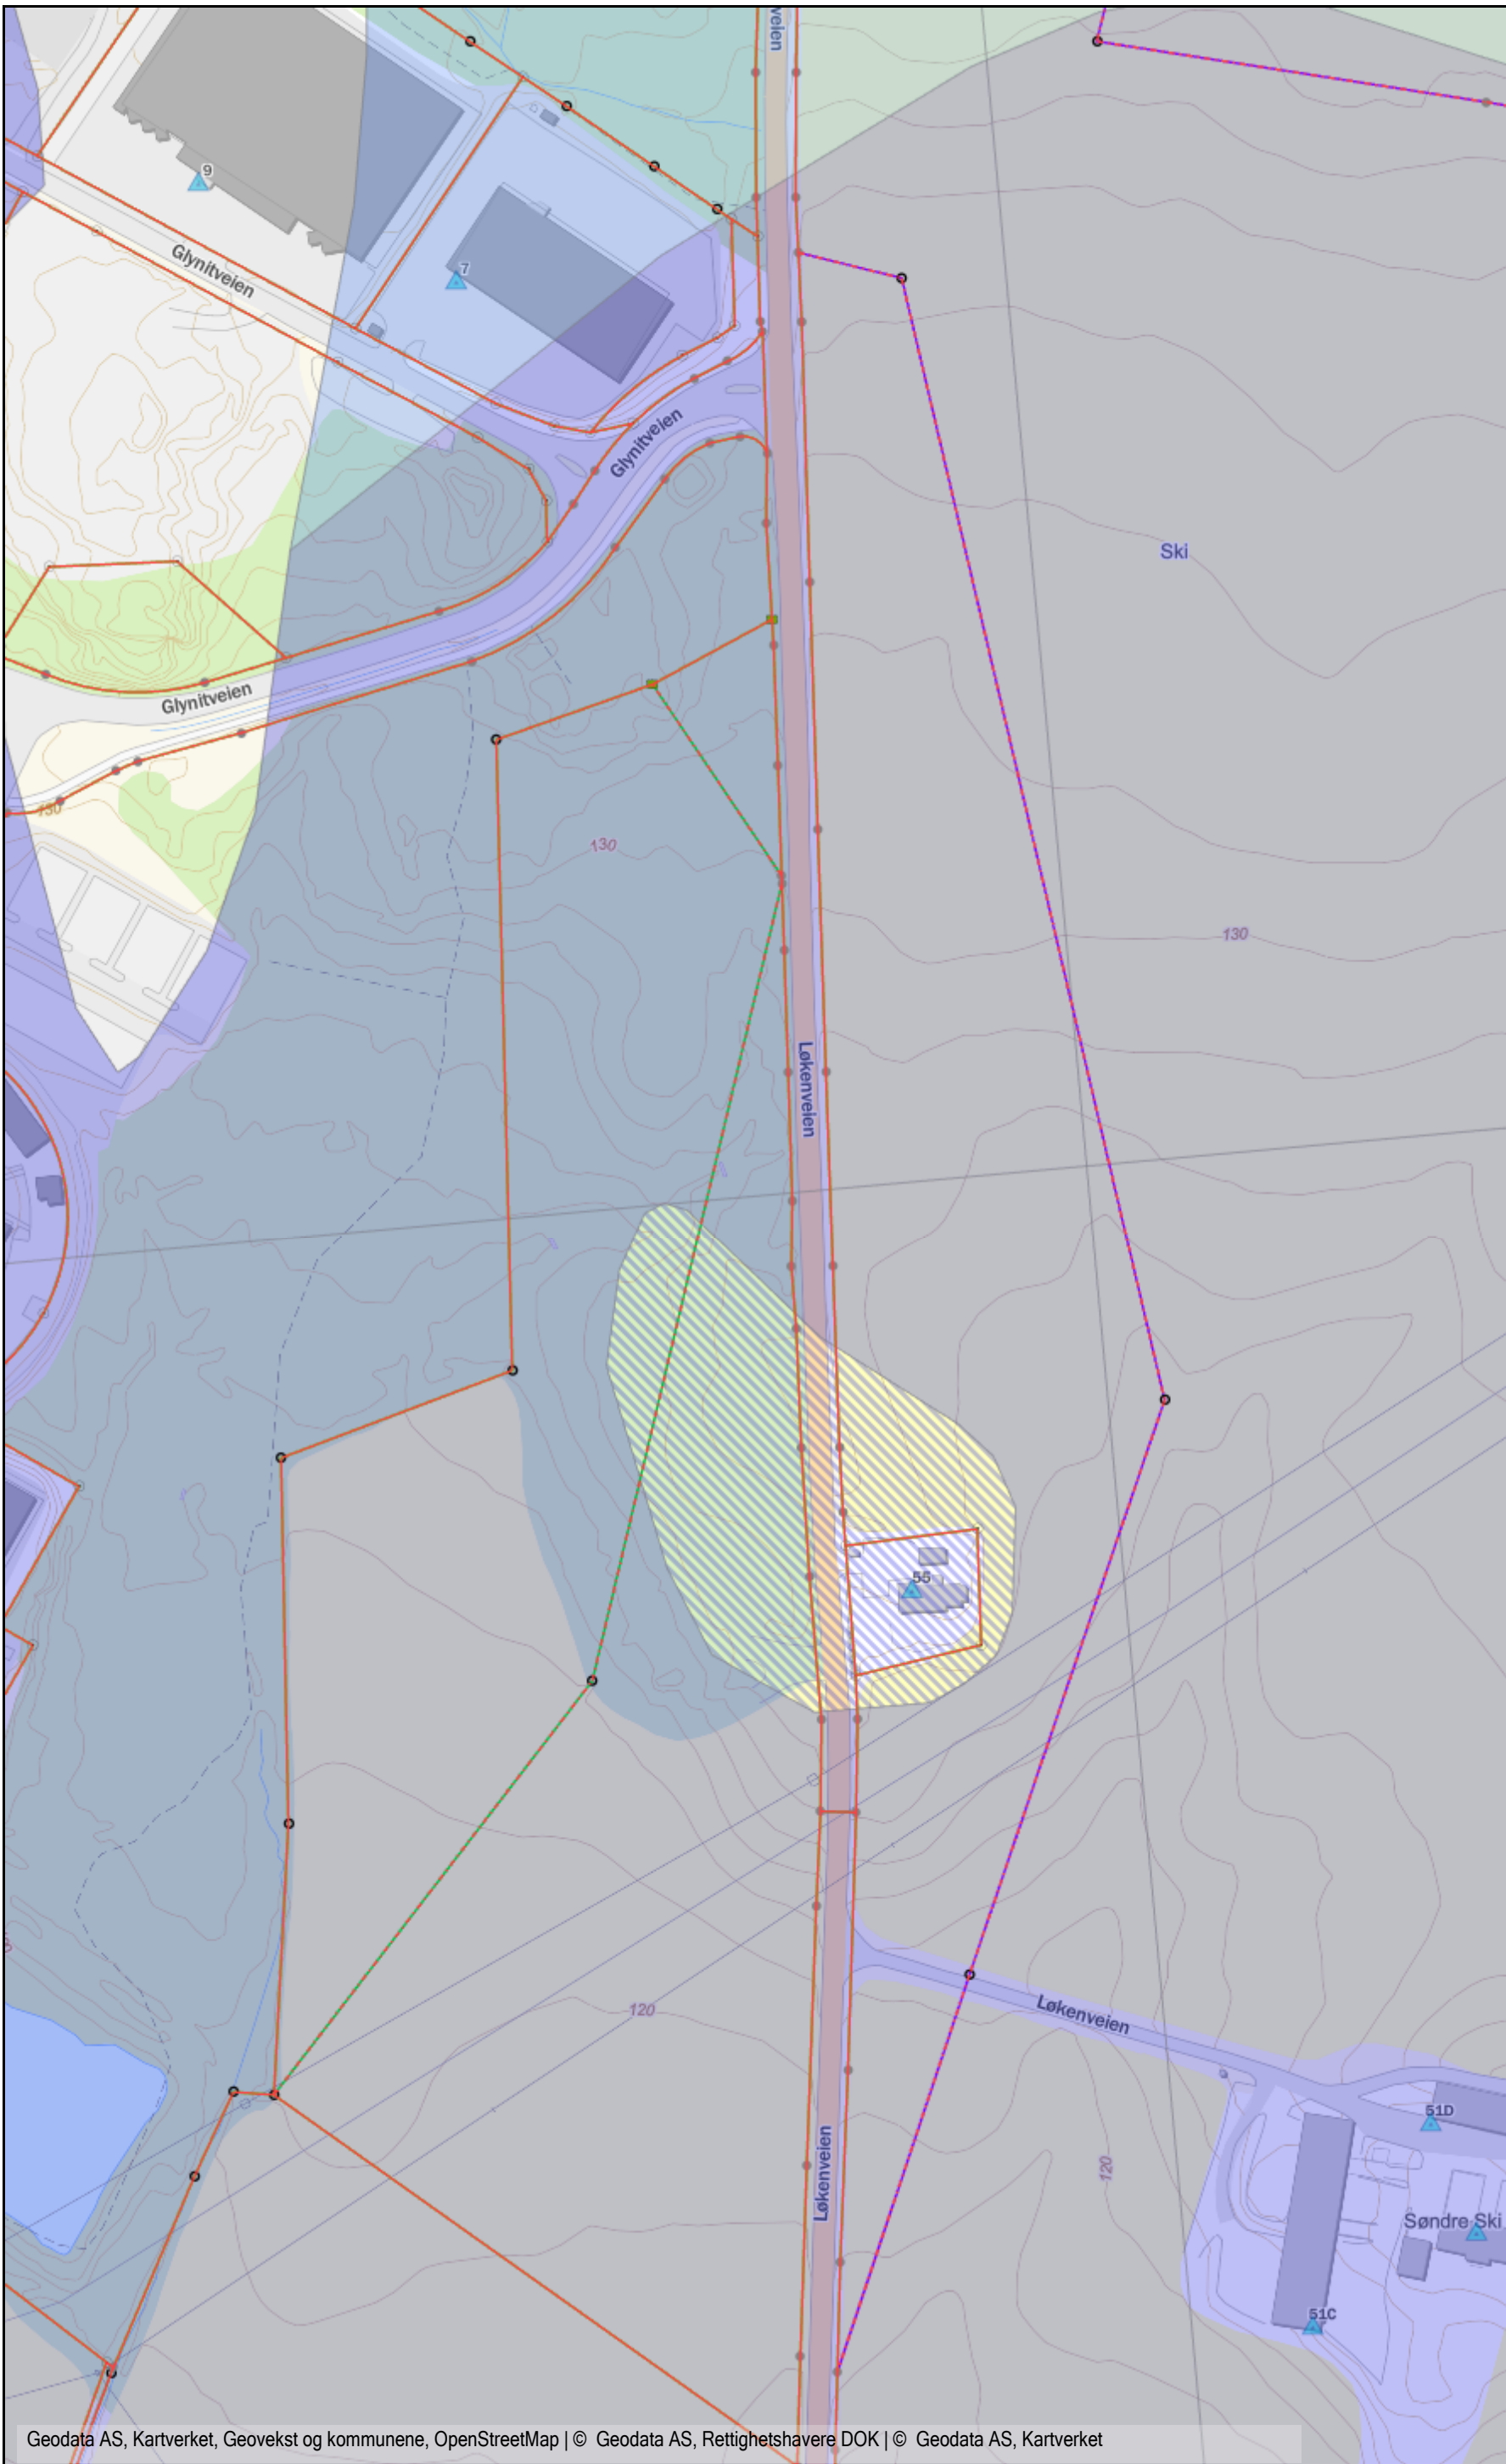 veien
9
Glynitveien
7
Glynitveien
Ski
Glynitveien
130
130
130
Løkenveien
55
120
Løkenveien
51D
Løkenveien
120
Søndre Ski
51C
Geodata AS, Kartverket, Geovekst og kommunene, OpenStreetMap | © Geodata AS, Rettighetshavere DOK | © Geodata AS, Kartverket